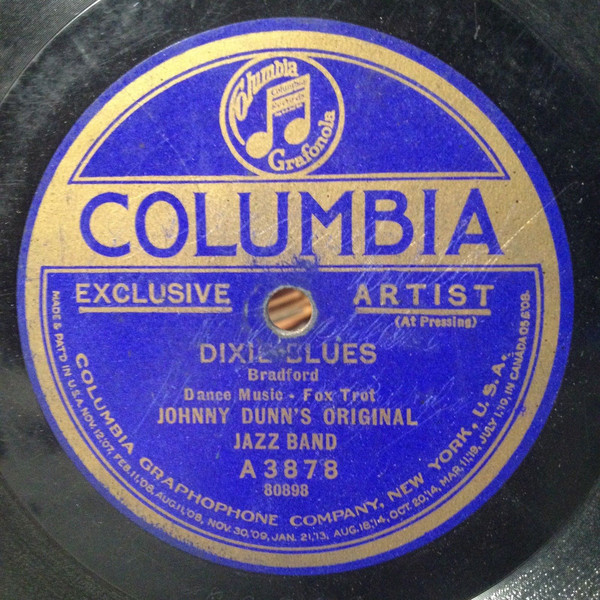 Columbia
Columbia
Records
Grafonola
COLUMBIA
EXCLUSIVE ARTIST
(At Pressing)
DIXIE BLUES
Bradford
Dance Music - Fox Trot
JOHNNY DUNN'S ORIGINAL
JAZZ BAND
A3878
80898
COLUMBIA GRAPHOPHONE COMPANY, NEW YORK, U.S.A.
MADE & PAT'D IN U.S.A. NOV. 12,'07, FEB. 11,'08, AUG. 11,'08, NOV. 30,'09, JAN. 21,'13, AUG. 18,'14, OCT. 20,'14, MAR. 11,'18, JULY 1,'19, IN CANADA 05 & '08.